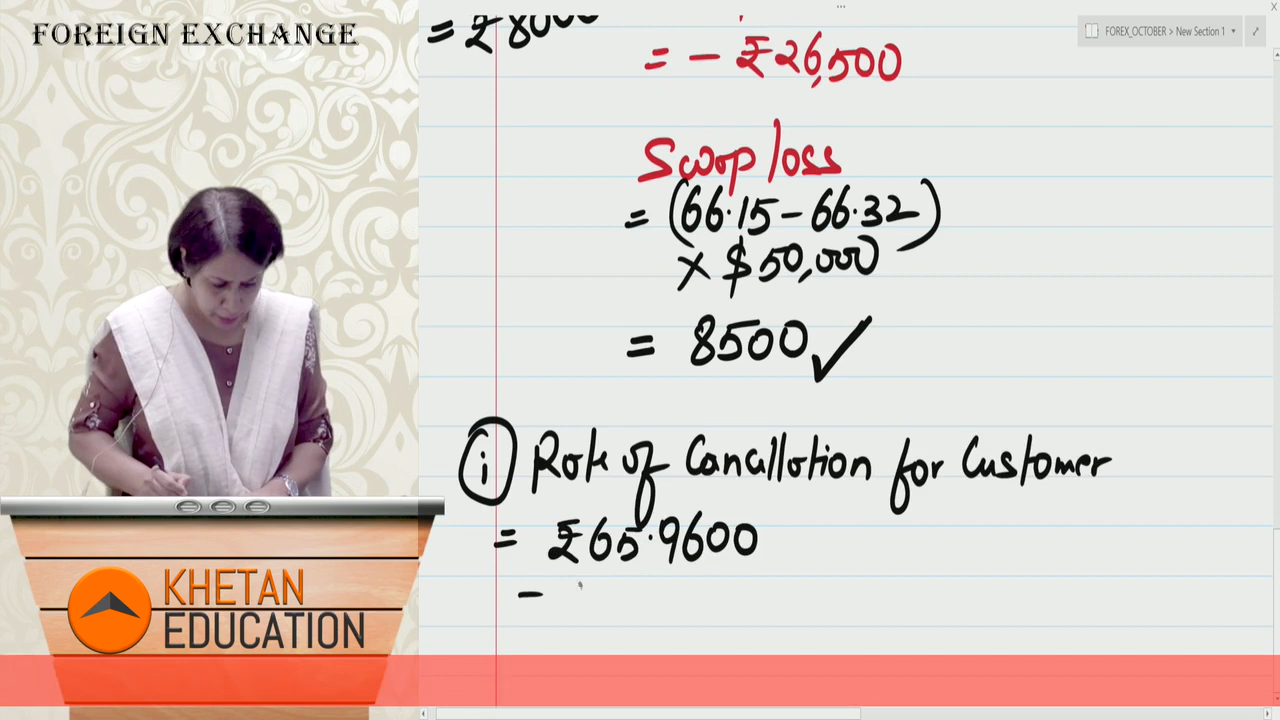 FOREIGN EXCHANGE
FOREX_OCTOBER > New Section 1
= ₹8000
= - ₹26,500
Swap loss
= (66.15 - 66.32)
× $50,000
= 8500 ✓
(i) Rate of Cancellation for Customer
= ₹65.9600
-
KHETAN
EDUCATION